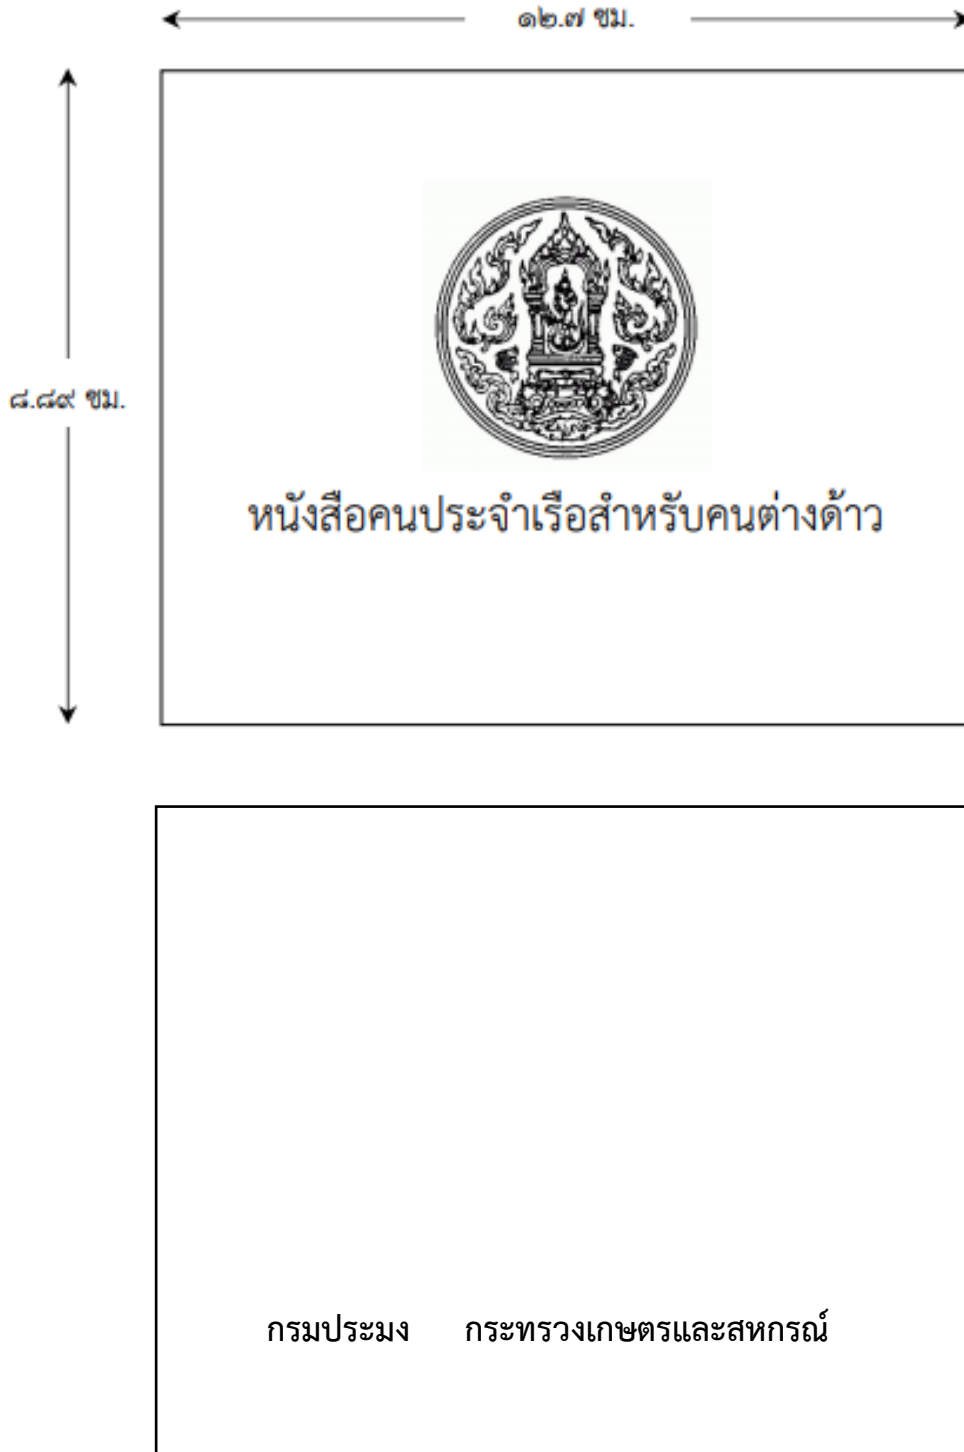 ๑๒.๗ ซม.
๘.๘๙ ซม.
หนังสือคนประจำเรือสำหรับคนต่างด้าว
กรมประมง กระทรวงเกษตรและสหกรณ์